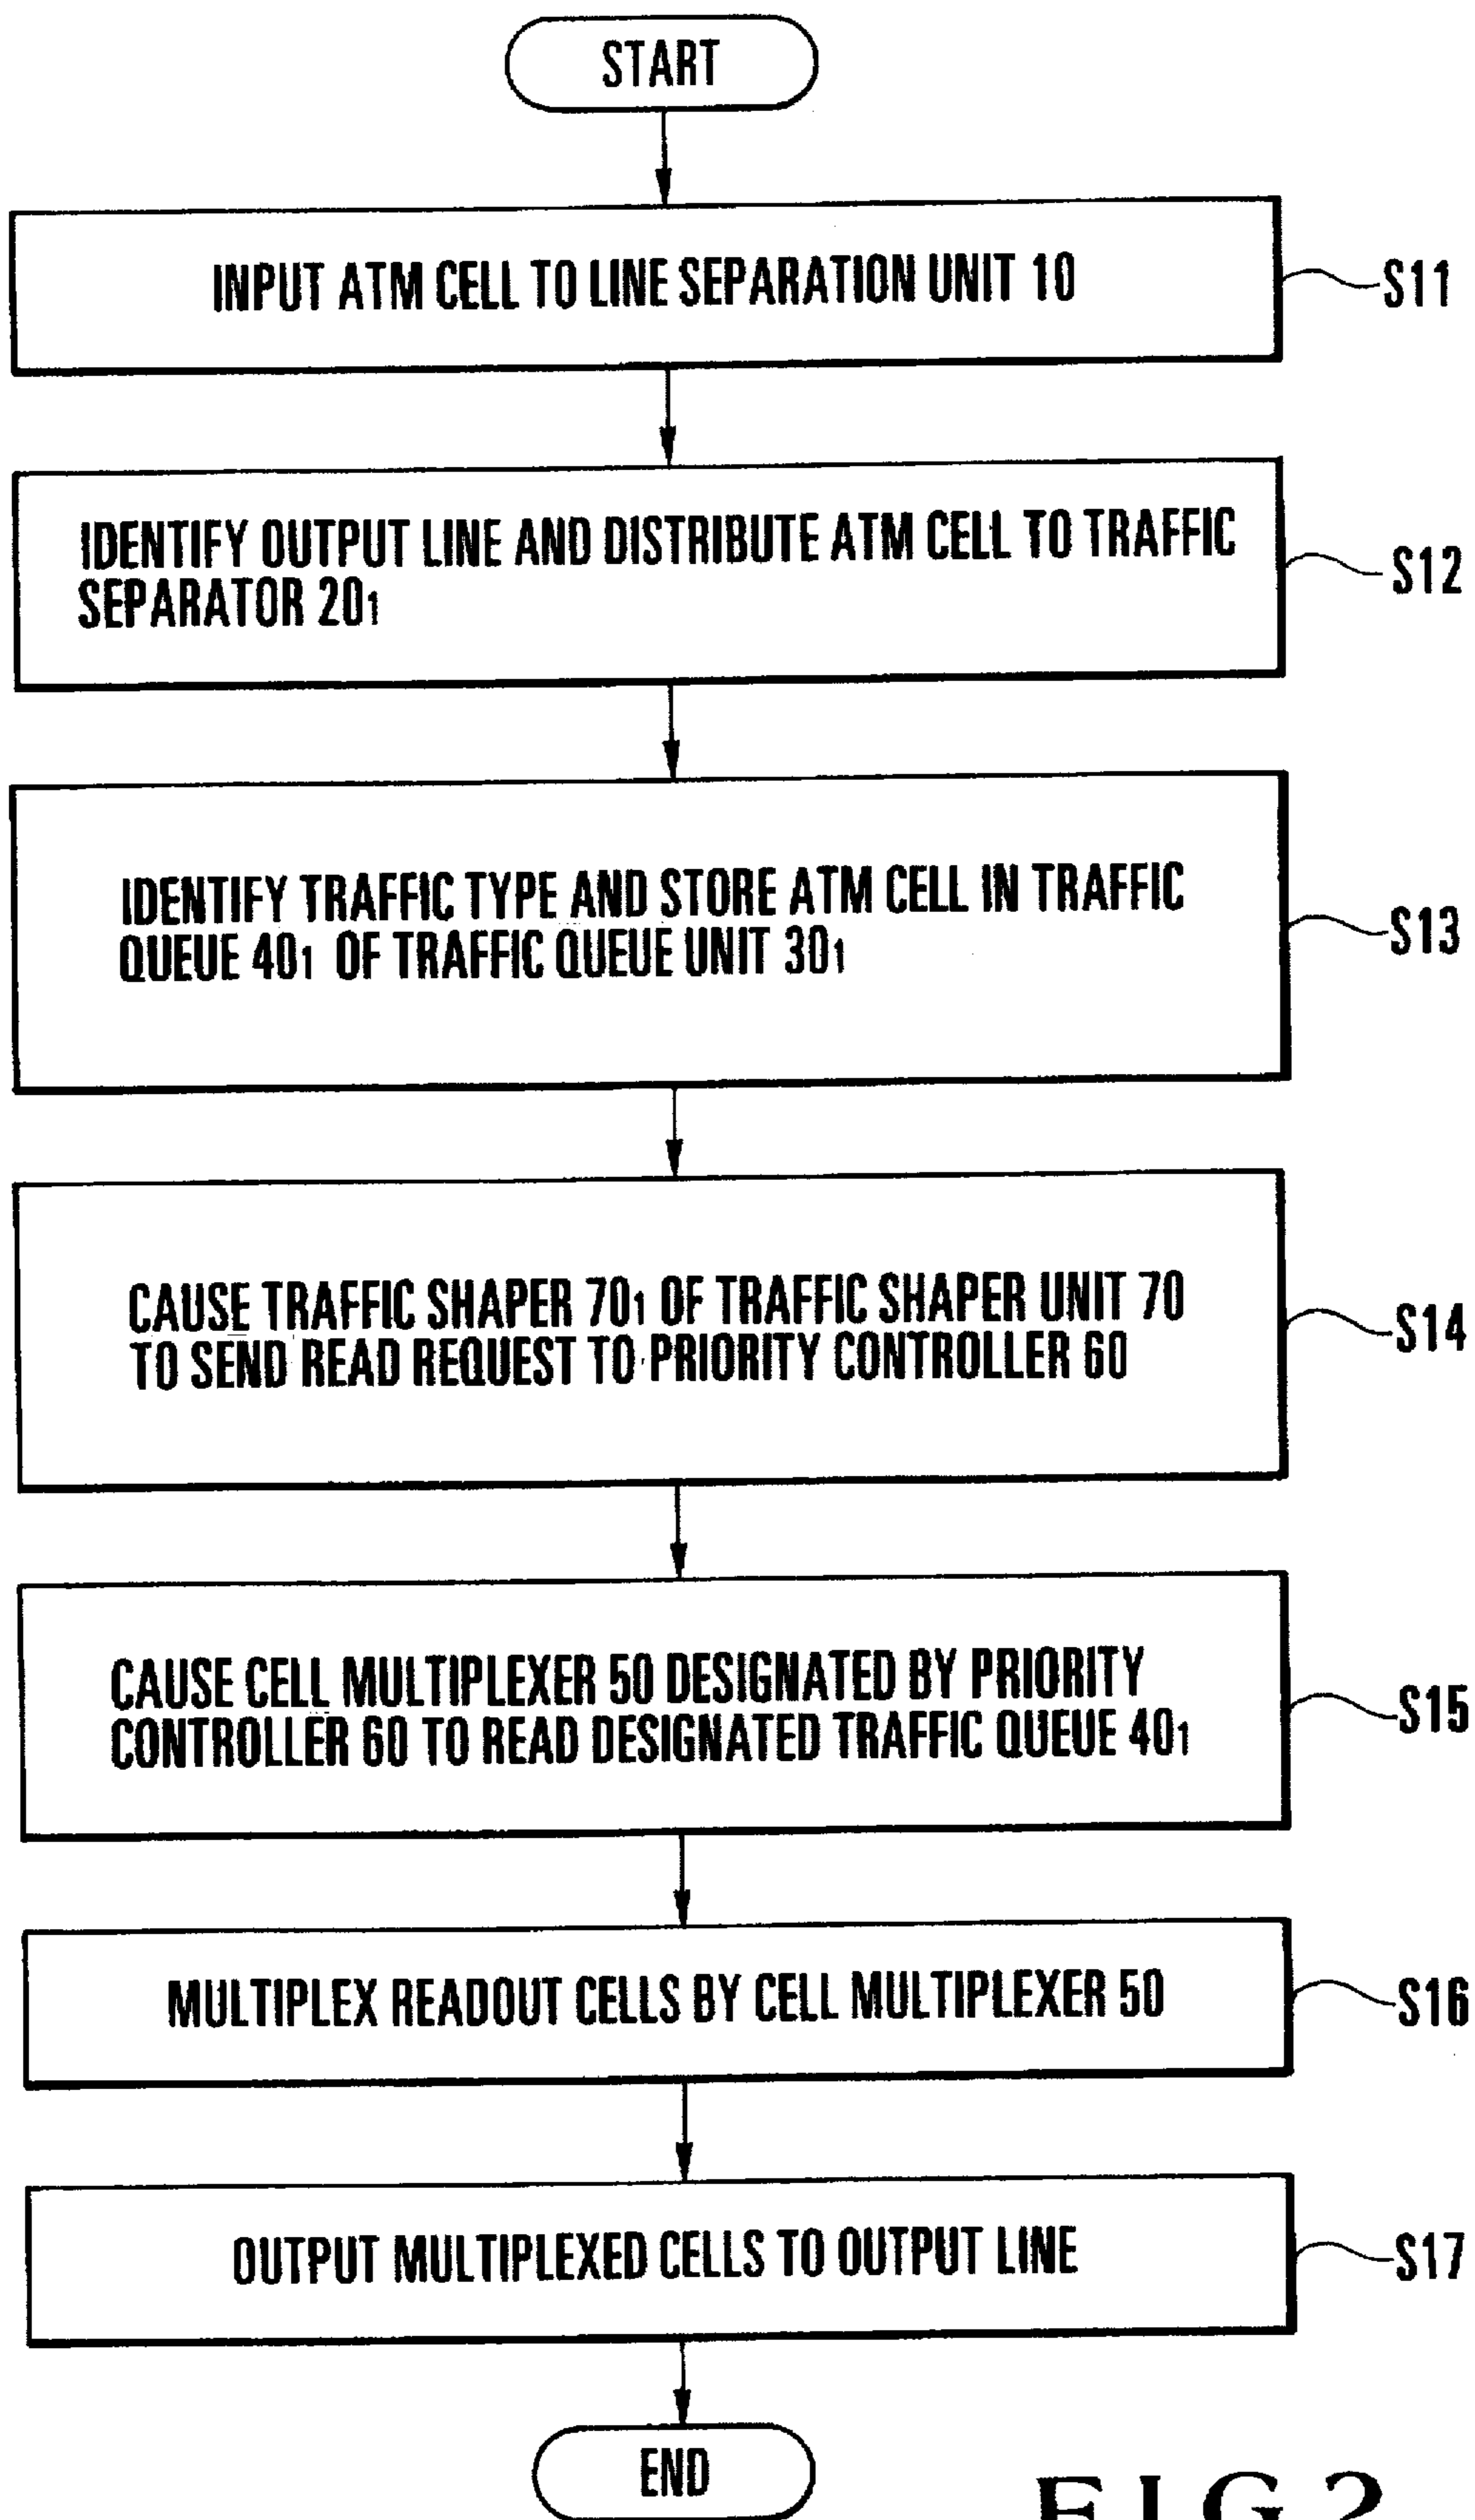 START
INPUT ATM CELL TO LINE SEPARATION UNIT 10
S11
IDENTIFY OUTPUT LINE AND DISTRIBUTE ATM CELL TO TRAFFIC
SEPARATOR 20₁
S12
IDENTIFY TRAFFIC TYPE AND STORE ATM CELL IN TRAFFIC
QUEUE 40₁ OF TRAFFIC QUEUE UNIT 30₁
S13
CAUSE TRAFFIC SHAPER 70₁ OF TRAFFIC SHAPER UNIT 70
TO SEND READ REQUEST TO PRIORITY CONTROLLER 60
S14
CAUSE CELL MULTIPLEXER 50 DESIGNATED BY PRIORITY
CONTROLLER 60 TO READ DESIGNATED TRAFFIC QUEUE 40₁
S15
MULTIPLEX READOUT CELLS BY CELL MULTIPLEXER 50
S16
OUTPUT MULTIPLEXED CELLS TO OUTPUT LINE
S17
END
FIG.2